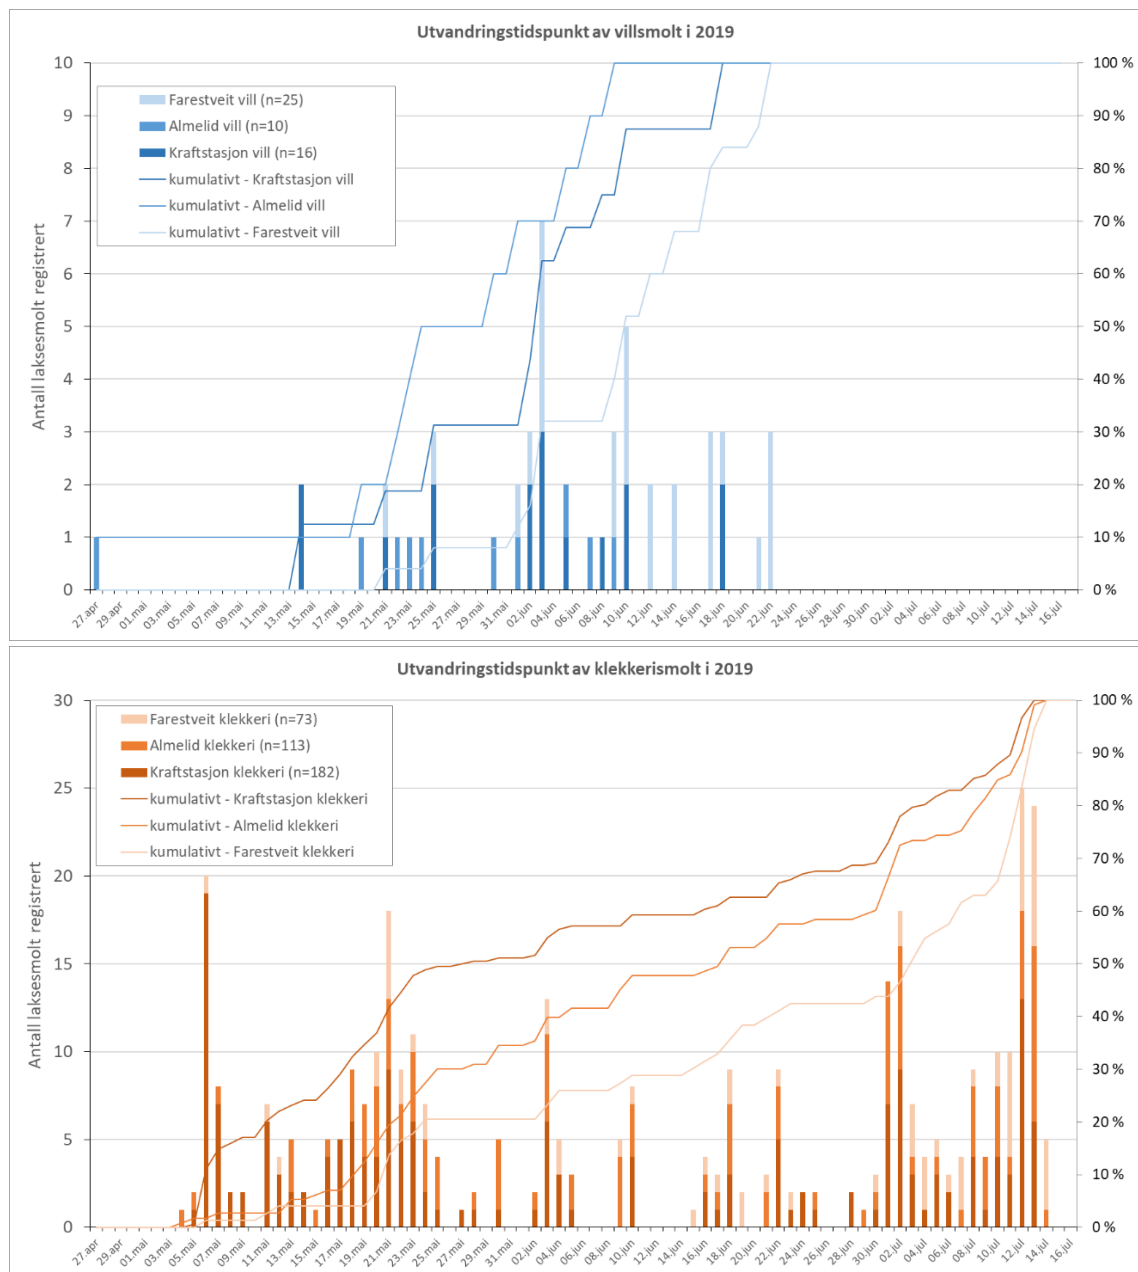 Utvandringstidspunkt av villsmolt i 2019
Antall laksesmolt registrert
10
9
8
7
6
5
4
3
2
1
0
Farestveit vill (n=25)
Almelid vill (n=10)
Kraftstasjon vill (n=16)
kumulativt - Kraftstasjon vill
kumulativt - Almelid vill
kumulativt - Farestveit vill
100 %
90 %
80 %
70 %
60 %
50 %
40 %
30 %
20 %
10 %
0 %
27.apr
29.apr
01.mai
03.mai
05.mai
07.mai
09.mai
11.mai
13.mai
15.mai
17.mai
19.mai
21.mai
23.mai
25.mai
27.mai
29.mai
31.mai
02.jun
04.jun
06.jun
08.jun
10.jun
12.jun
14.jun
16.jun
18.jun
20.jun
22.jun
24.jun
26.jun
28.jun
30.jun
02.jul
04.jul
06.jul
08.jul
10.jul
12.jul
14.jul
16.jul
Utvandringstidspunkt av klekkerismolt i 2019
Antall laksesmolt registrert
30
25
20
15
10
5
0
Farestveit klekkeri (n=73)
Almelid klekkeri (n=113)
Kraftstasjon klekkeri (n=182)
kumulativt - Kraftstasjon klekkeri
kumulativt - Almelid klekkeri
kumulativt - Farestveit klekkeri
100 %
90 %
80 %
70 %
60 %
50 %
40 %
30 %
20 %
10 %
0 %
27.apr
29.apr
01.mai
03.mai
05.mai
07.mai
09.mai
11.mai
13.mai
15.mai
17.mai
19.mai
21.mai
23.mai
25.mai
27.mai
29.mai
31.mai
02.jun
04.jun
06.jun
08.jun
10.jun
12.jun
14.jun
16.jun
18.jun
20.jun
22.jun
24.jun
26.jun
28.jun
30.jun
02.jul
04.jul
06.jul
08.jul
10.jul
12.jul
14.jul
16.jul